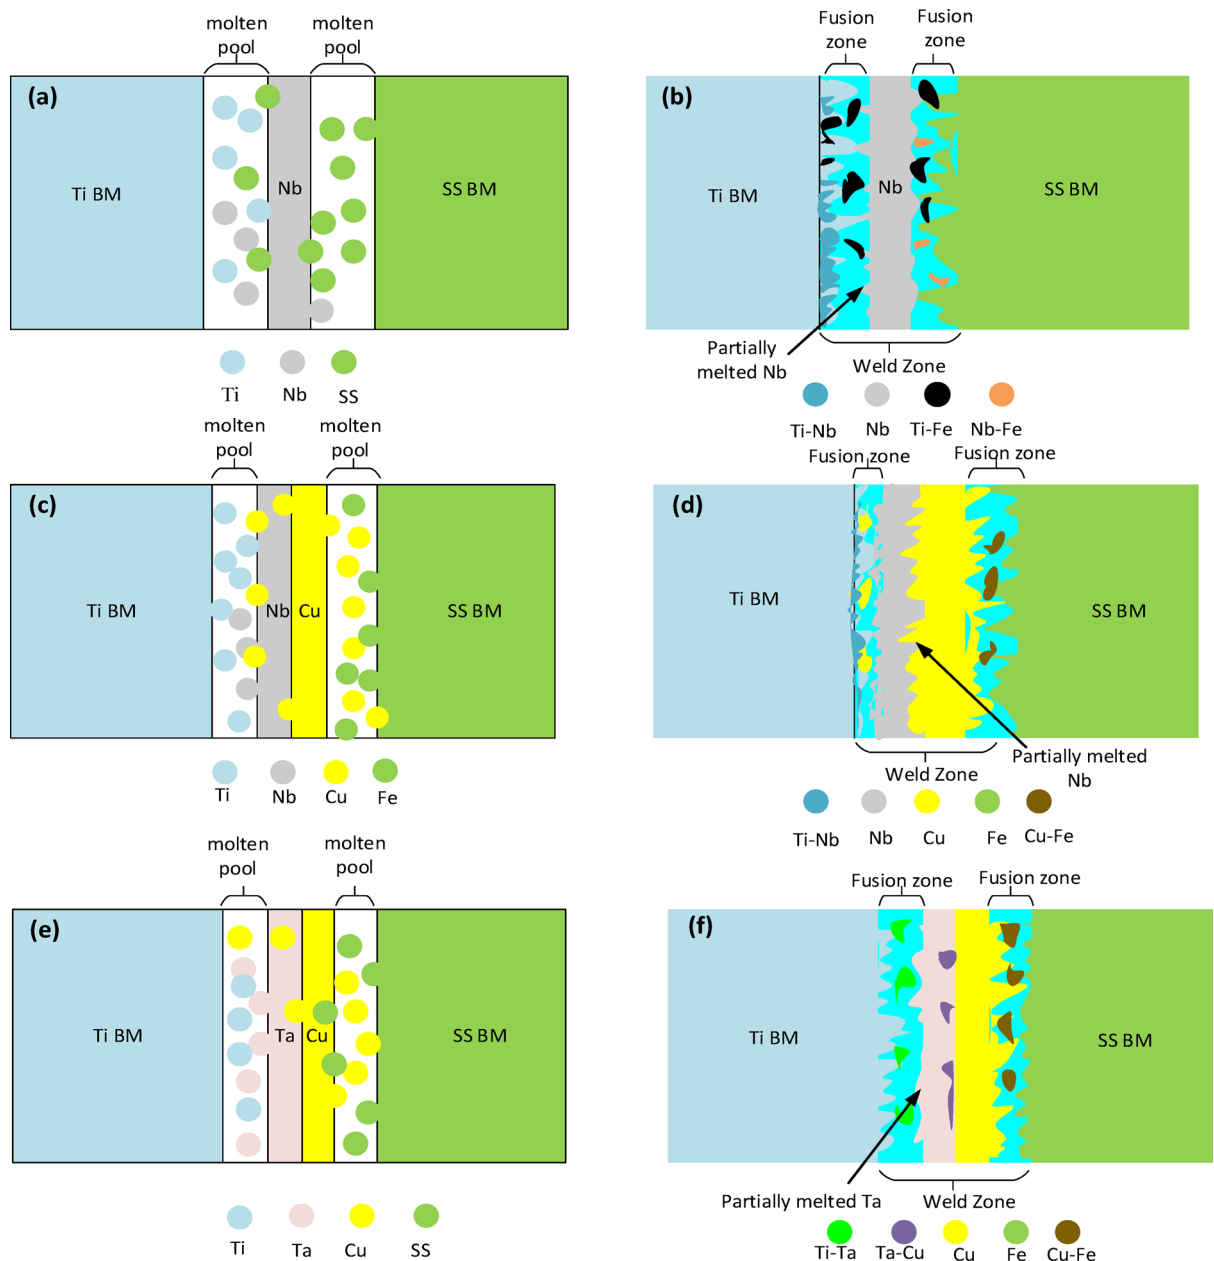 molten
pool
molten
pool
(a)
Ti BM
Nb
SS BM
Ti
Nb
SS
Fusion
zone
Fusion
zone
(b)
Ti BM
Nb
SS BM
Partially
melted Nb
Weld Zone
Ti-Nb
Nb
Ti-Fe
Nb-Fe
molten
pool
molten
pool
(c)
Ti BM
Nb
Cu
SS BM
Ti
Nb
Cu
Fe
Fusion zone
Fusion zone
(d)
Ti BM
SS BM
Partially melted
Nb
Weld Zone
Ti-Nb
Nb
Cu
Fe
Cu-Fe
molten
pool
molten
pool
(e)
Ti BM
Ta
Cu
SS BM
Ti
Ta
Cu
SS
Fusion zone
Fusion zone
(f)
Ti BM
SS BM
Partially melted Ta
Weld Zone
Ti-Ta
Ta-Cu
Cu
Fe
Cu-Fe